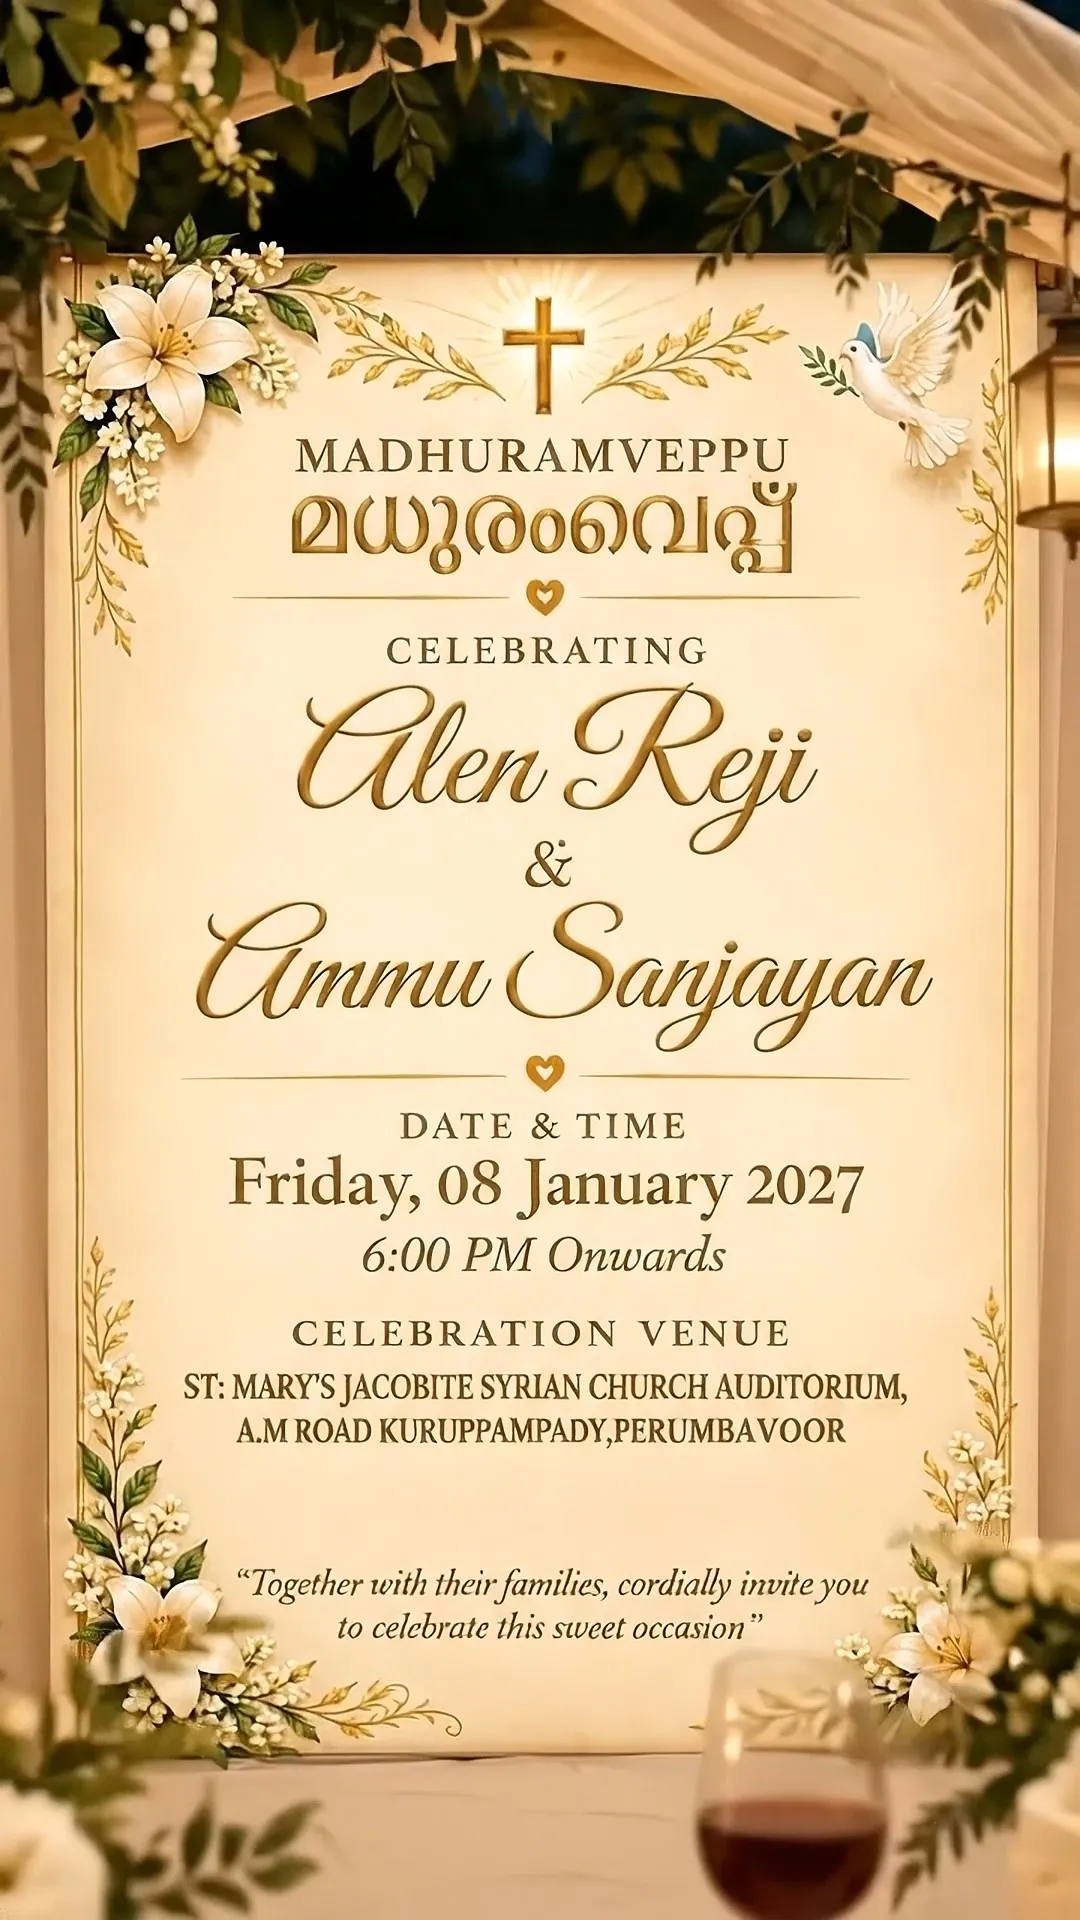 MADHURAMVEPPU
മധുരംവെപ്പ്
CELEBRATING
Alen Reji
&
Ammu Sanjayan
DATE & TIME
Friday, 08 January 2027
6:00 PM Onwards
CELEBRATION VENUE
ST: MARY'S JACOBITE SYRIAN CHURCH AUDITORIUM,
A.M ROAD KURUPPAMPADY,PERUMBAVOOR
“Together with their families, cordially invite you
to celebrate this sweet occasion”